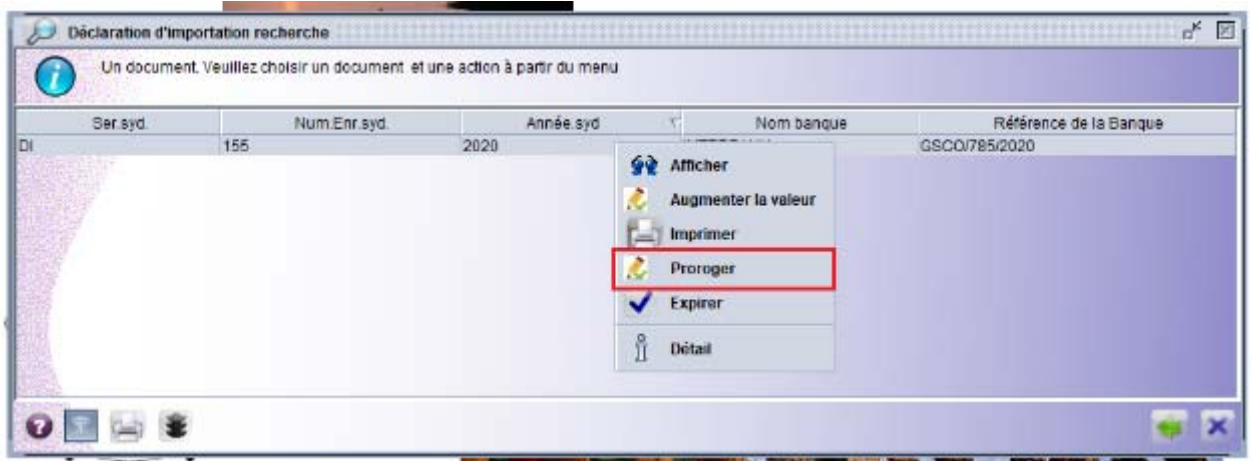 Déclaration d'importation recherche
Un document. Veuillez choisir un document et une action à partir du menu
Ser.syd. Num.Enr.syd. Année.syd Nom banque Référence de la Banque
DI 155 2020 GSCO/785/2020
Afficher
Augmenter la valeur
Imprimer
Proroger
Expirer
Détail